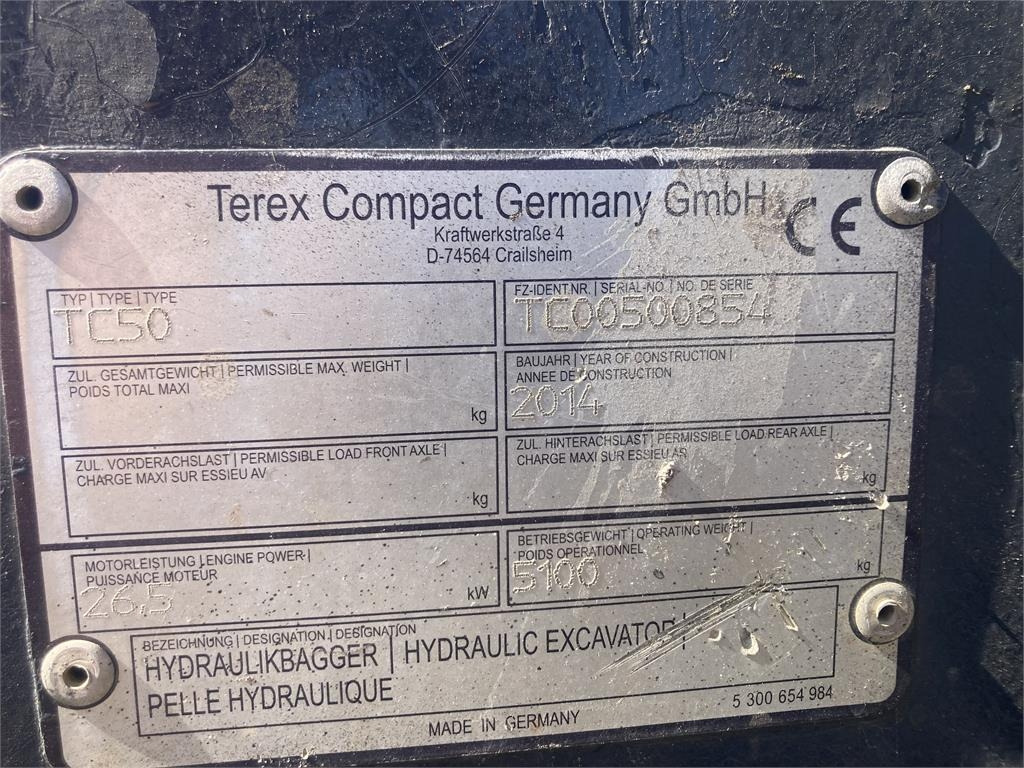 Terex Compact Germany GmbH CE
Kraftwerkstraße 4
D-74564 Crailsheim
TYP | TYPE | TYPE
TC50
FZ-IDENT.NR. | SERIAL-NO. | NO. DE SERIE
TC00500854
ZUL. GESAMTGEWICHT | PERMISSIBLE MAX. WEIGHT |
POIDS TOTAL MAXI
kg
BAUJAHR | YEAR OF CONSTRUCTION |
ANNEE DE CONSTRUCTION
2014
ZUL. VORDERACHSLAST | PERMISSIBLE LOAD FRONT AXLE |
CHARGE MAXI SUR ESSIEU AV
kg
ZUL. HINTERACHSLAST | PERMISSIBLE LOAD REAR AXLE |
CHARGE MAXI SUR ESSIEU AR
kg
MOTORLEISTUNG | ENGINE POWER |
PUISSANCE MOTEUR
26,5 kW
BETRIEBSGEWICHT | OPERATING WEIGHT |
POIDS OPÉRATIONNEL
5100 kg
BEZEICHNUNG | DESIGNATION | DESIGNATION
HYDRAULIKBAGGER | HYDRAULIC EXCAVATOR |
PELLE HYDRAULIQUE
5 300 654 984
MADE IN GERMANY